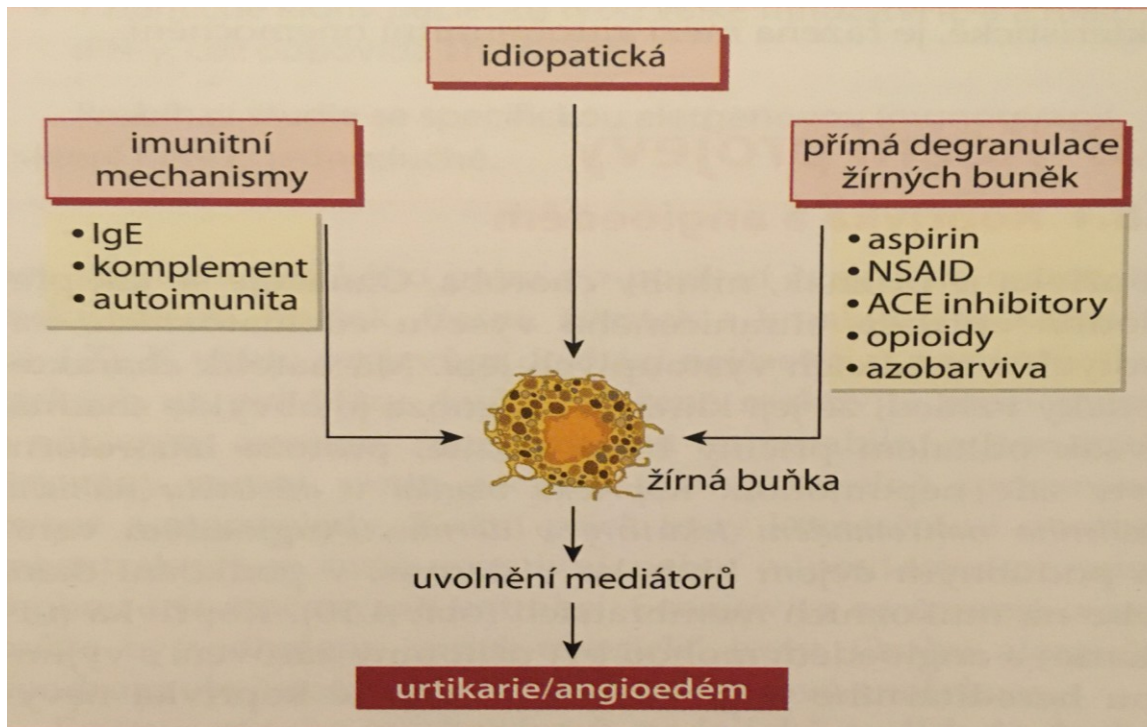 idiopatická
imunitní
mechanismy
• IgE
• komplement
• autoimunita
přímá degranulace
žírných buněk
• aspirin
• NSAID
• ACE inhibitory
• opioidy
• azobarviva
žírná buňka
uvolnění mediátorů
urtikarie/angioedém